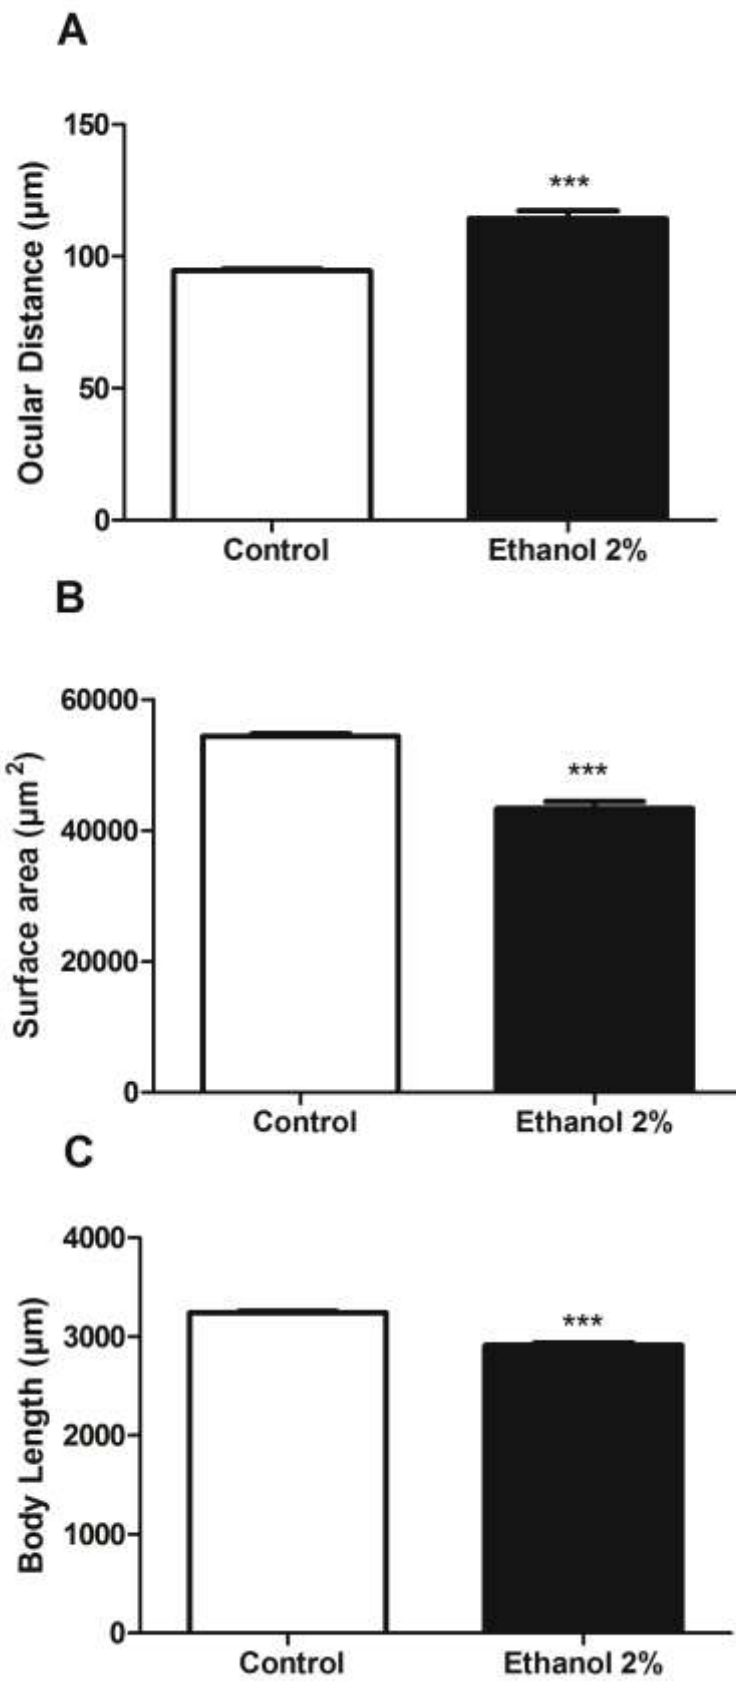 A
Ocular Distance (µm)
150
100
50
0
***
Control
Ethanol 2%
B
Surface area (µm²)
60000
40000
20000
0
***
Control
Ethanol 2%
C
Body Length (µm)
4000
3000
2000
1000
0
***
Control
Ethanol 2%